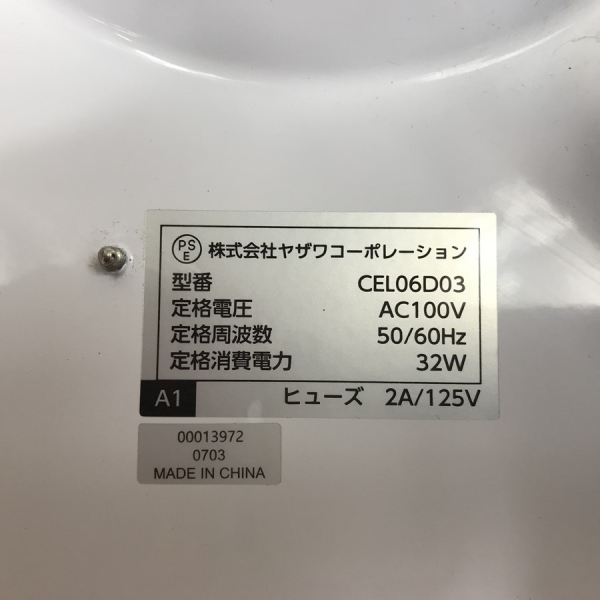 PSE 株式会社ヤザワコーポレーション
型番 CEL06D03
定格電圧 AC100V
定格周波数 50/60Hz
定格消費電力 32W
A1 ヒューズ 2A/125V
00013972
0703
MADE IN CHINA